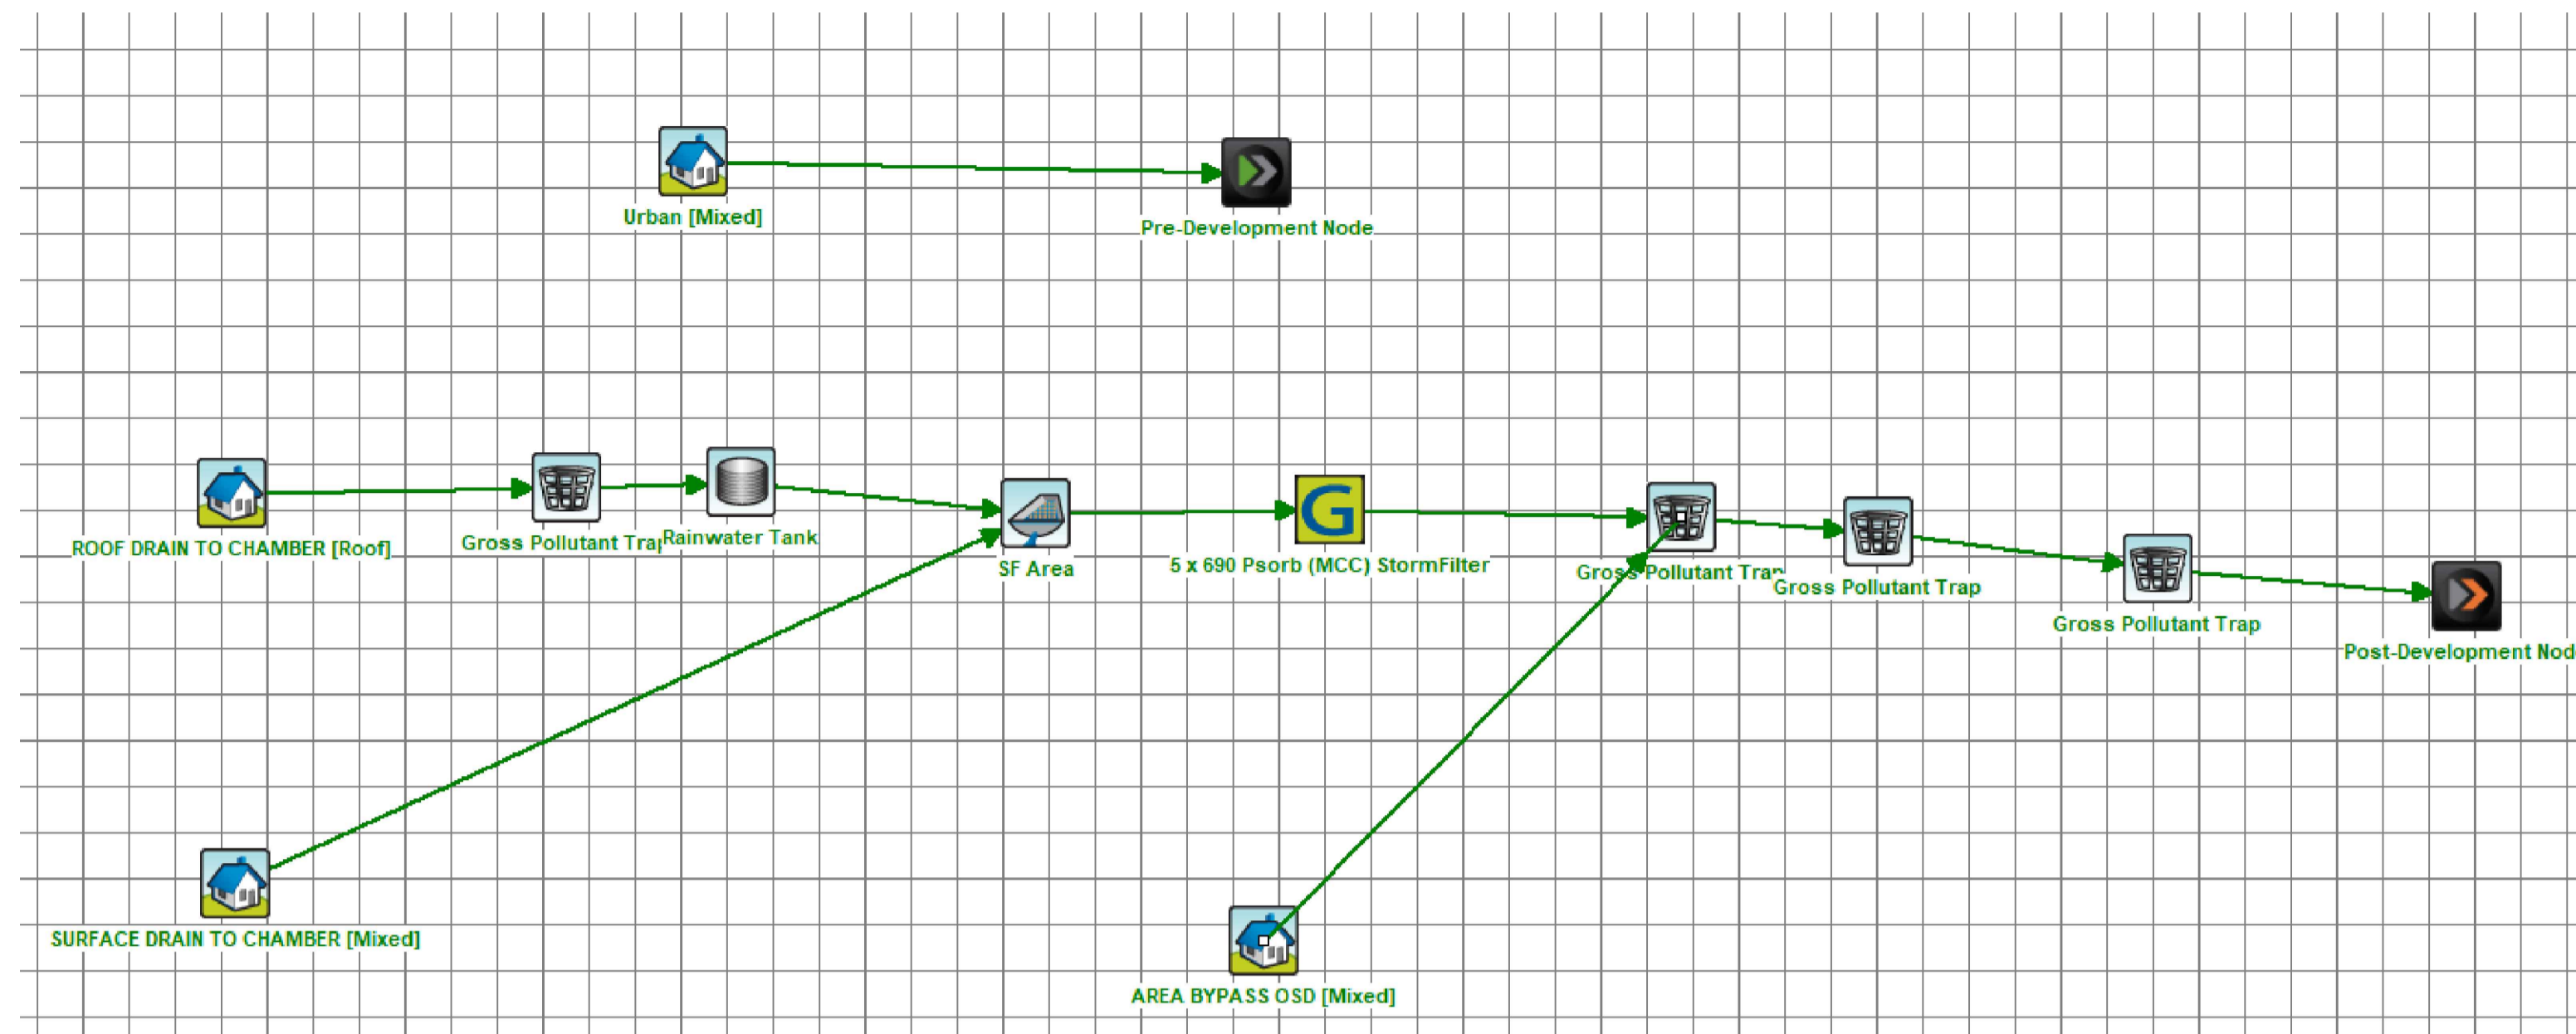 Urban [Mixed]
Pre-Development Node
ROOF DRAIN TO CHAMBER [Roof]
Gross Pollutant Trap
Rainwater Tank
SF Area
G
5 x 690 Psorb (MCC) StormFilter
Gross Pollutant Trap
Gross Pollutant Trap
Gross Pollutant Trap
Post-Development Nod
SURFACE DRAIN TO CHAMBER [Mixed]
AREA BYPASS OSD [Mixed]